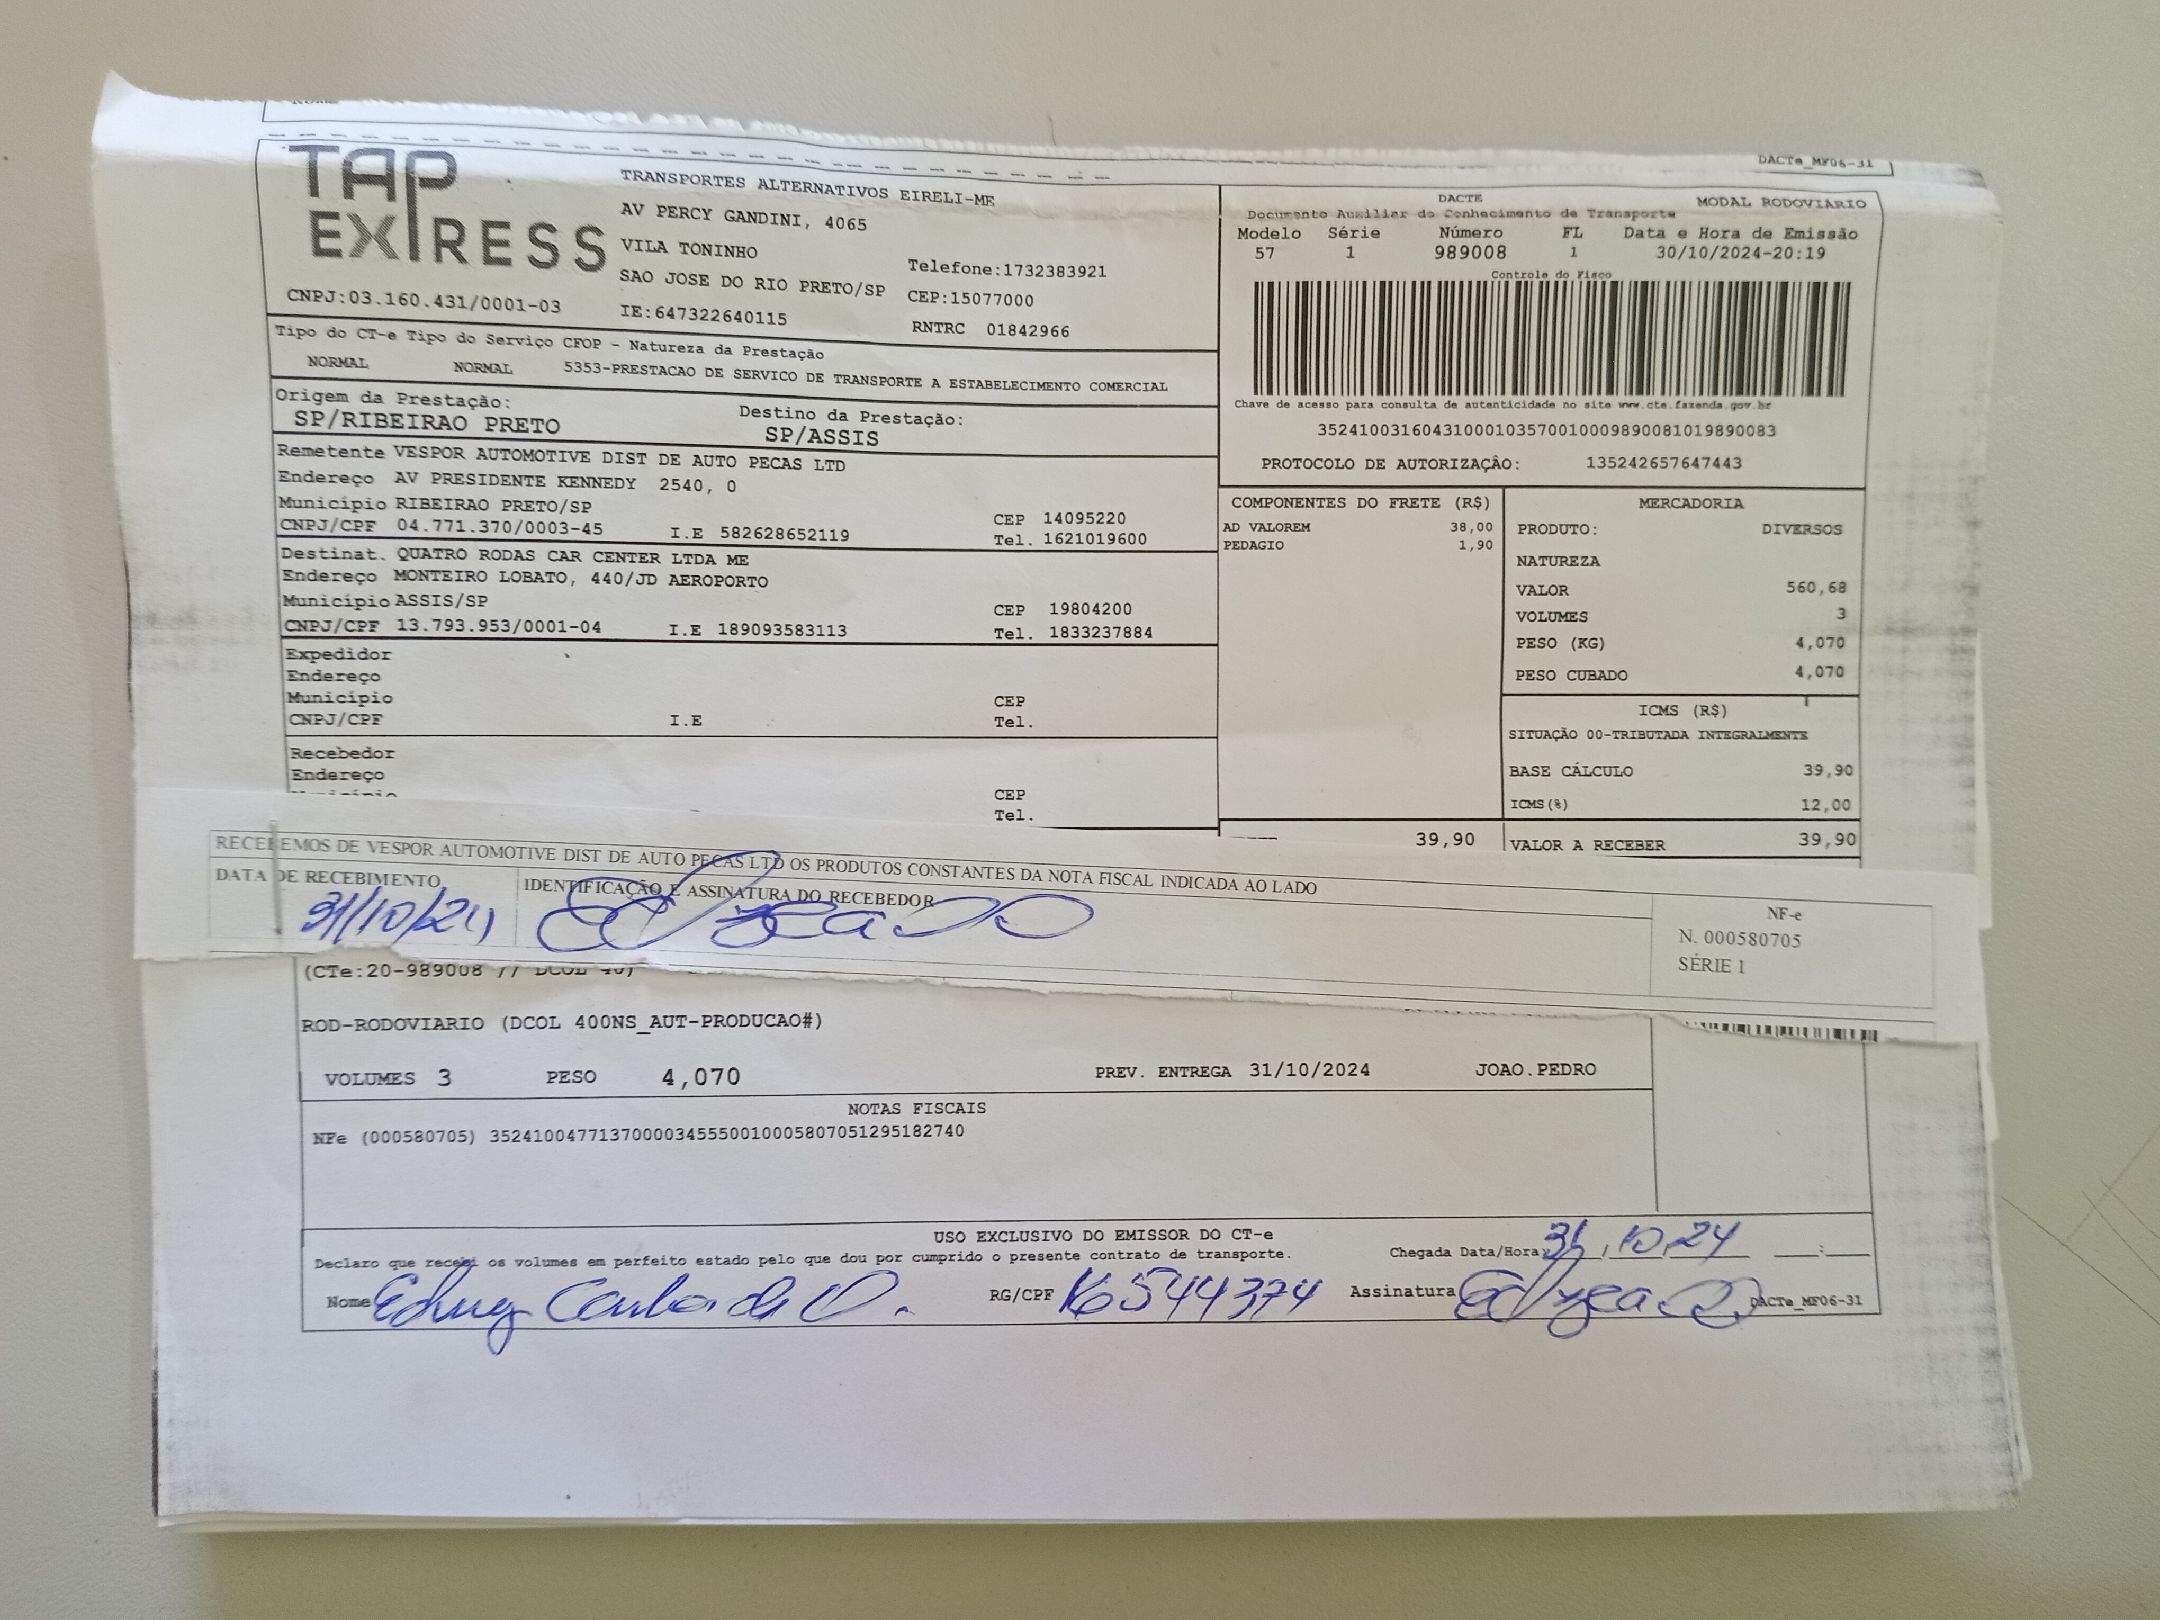 DACTe_MF06-31
TAP EXPRESS
TRANSPORTES ALTERNATIVOS EIRELI-ME
AV PERCY GANDINI, 4065
VILA TONINHO
SAO JOSE DO RIO PRETO/SP
Telefone:1732383921
CEP:15077000
CNPJ:03.160.431/0001-03
IE:647322640115
RNTRC 01842966
DACTE MODAL RODOVIÁRIO
Documento Auxiliar do Conhecimento de Transporte
Modelo Série Número FL Data e Hora de Emissão
57 1 989008 1 30/10/2024-20:19
Controle do Fisco
Chave de acesso para consulta de autenticidade no site www.cte.fazenda.gov.br
35241003160431000103570010009890081019890083
PROTOCOLO DE AUTORIZAÇÃO: 135242657647443
Tipo do CT-e Tipo do Serviço CFOP - Natureza da Prestação
NORMAL NORMAL 5353-PRESTACAO DE SERVICO DE TRANSPORTE A ESTABELECIMENTO COMERCIAL
Origem da Prestação: Destino da Prestação:
SP/RIBEIRAO PRETO SP/ASSIS
Remetente VESPOR AUTOMOTIVE DIST DE AUTO PECAS LTD
Endereço AV PRESIDENTE KENNEDY 2540, 0
Município RIBEIRAO PRETO/SP CEP 14095220
CNPJ/CPF 04.771.370/0003-45 I.E 582628652119 Tel. 1621019600
Destinat. QUATRO RODAS CAR CENTER LTDA ME
Endereço MONTEIRO LOBATO, 440/JD AEROPORTO
Município ASSIS/SP CEP 19804200
CNPJ/CPF 13.793.953/0001-04 I.E 189093583113 Tel. 1833237884
Expedidor
Endereço
Município CEP
CNPJ/CPF I.E Tel.
Recebedor
Endereço
CEP
Tel.
COMPONENTES DO FRETE (R$)
AD VALOREM 38,00
PEDAGIO 1,90
MERCADORIA
PRODUTO: DIVERSOS
NATUREZA
VALOR 560,68
VOLUMES 3
PESO (KG) 4,070
PESO CUBADO 4,070
ICMS (R$)
SITUAÇÃO 00-TRIBUTADA INTEGRALMENTE
BASE CÁLCULO 39,90
ICMS(%) 12,00
39,90 VALOR A RECEBER 39,90
RECEBEMOS DE VESPOR AUTOMOTIVE DIST DE AUTO PEÇAS LTD OS PRODUTOS CONSTANTES DA NOTA FISCAL INDICADA AO LADO
DATA DE RECEBIMENTO IDENTIFICAÇÃO E ASSINATURA DO RECEBEDOR
31/10/24
NF-e
N. 000580705
SÉRIE 1
(CTe:20-989008 // DCOL 40)
ROD-RODOVIARIO (DCOL 400NS_AUT-PRODUCAO#)
VOLUMES 3 PESO 4,070 PREV. ENTREGA 31/10/2024 JOAO.PEDRO
NOTAS FISCAIS
NFe (000580705) 35241004771370000345550010005807051295182740
USO EXCLUSIVO DO EMISSOR DO CT-e
Declaro que recebi os volumes em perfeito estado pelo que dou por cumprido o presente contrato de transporte. Chegada Data/Hora: 31,10,24
Nome RG/CPF 16544374 Assinatura DACTe_MF06-31